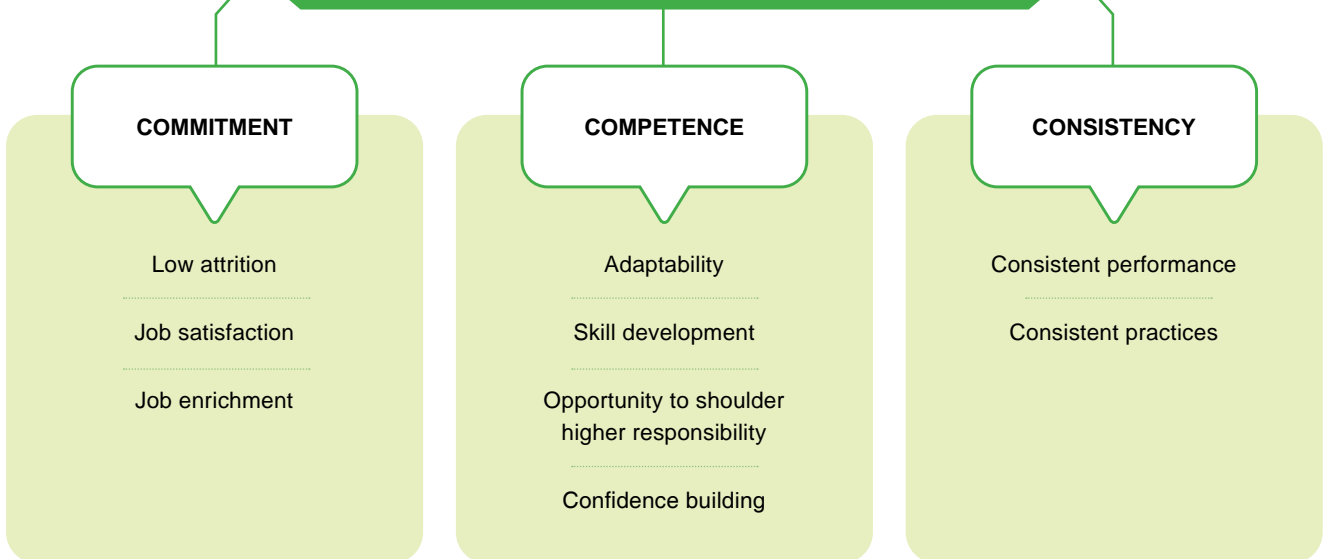 COMMITMENT
Low attrition
Job satisfaction
Job enrichment
COMPETENCE
Adaptability
Skill development
Opportunity to shoulder
higher responsibility
Confidence building
CONSISTENCY
Consistent performance
Consistent practices